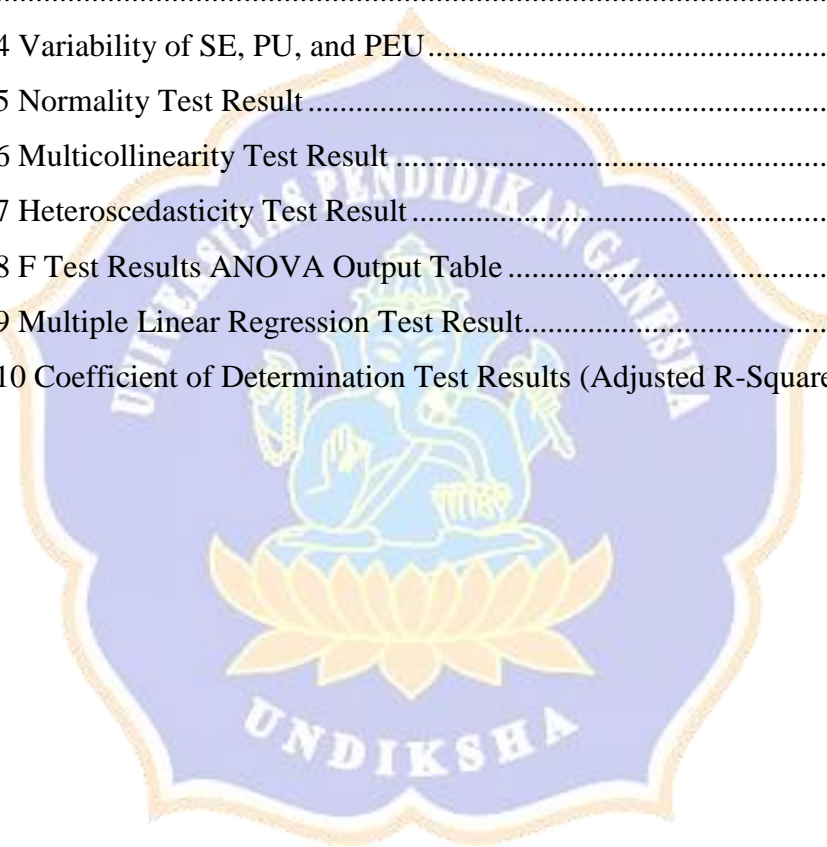 ........................................................................................................
4 Variability of SE, PU, and PEU..................................................
5 Normality Test Result.................................................................
6 Multicollinearity Test Result......................................................
7 Heteroscedasticity Test Result....................................................
8 F Test Results ANOVA Output Table........................................
9 Multiple Linear Regression Test Result......................................
10 Coefficient of Determination Test Results (Adjusted R-Square
UNIVERSITAS PENDIDIKAN GANESHA
UNDIKSHA